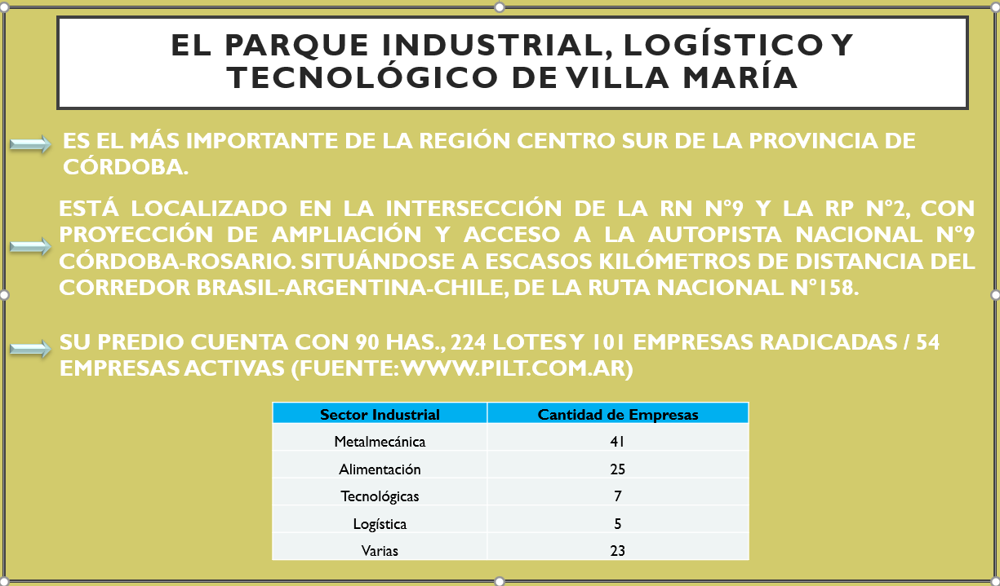 EL PARQUE INDUSTRIAL, LOGÍSTICO Y
TECNOLÓGICO DE VILLA MARÍA
ES EL MÁS IMPORTANTE DE LA REGIÓN CENTRO SUR DE LA PROVINCIA DE
CÓRDOBA.
ESTÁ LOCALIZADO EN LA INTERSECCIÓN DE LA RN N°9 Y LA RP N°2, CON
PROYECCIÓN DE AMPLIACIÓN Y ACCESO A LA AUTOPISTA NACIONAL N°9
CÓRDOBA-ROSARIO. SITUÁNDOSE A ESCASOS KILÓMETROS DE DISTANCIA DEL
CORREDOR BRASIL-ARGENTINA-CHILE, DE LA RUTA NACIONAL N°158.
SU PREDIO CUENTA CON 90 HAS., 224 LOTES Y 101 EMPRESAS RADICADAS / 54
EMPRESAS ACTIVAS (FUENTE: WWW.PILT.COM.AR)
Sector Industrial Cantidad de Empresas
Metalmecánica 41
Alimentación 25
Tecnológicas 7
Logística 5
Varias 23